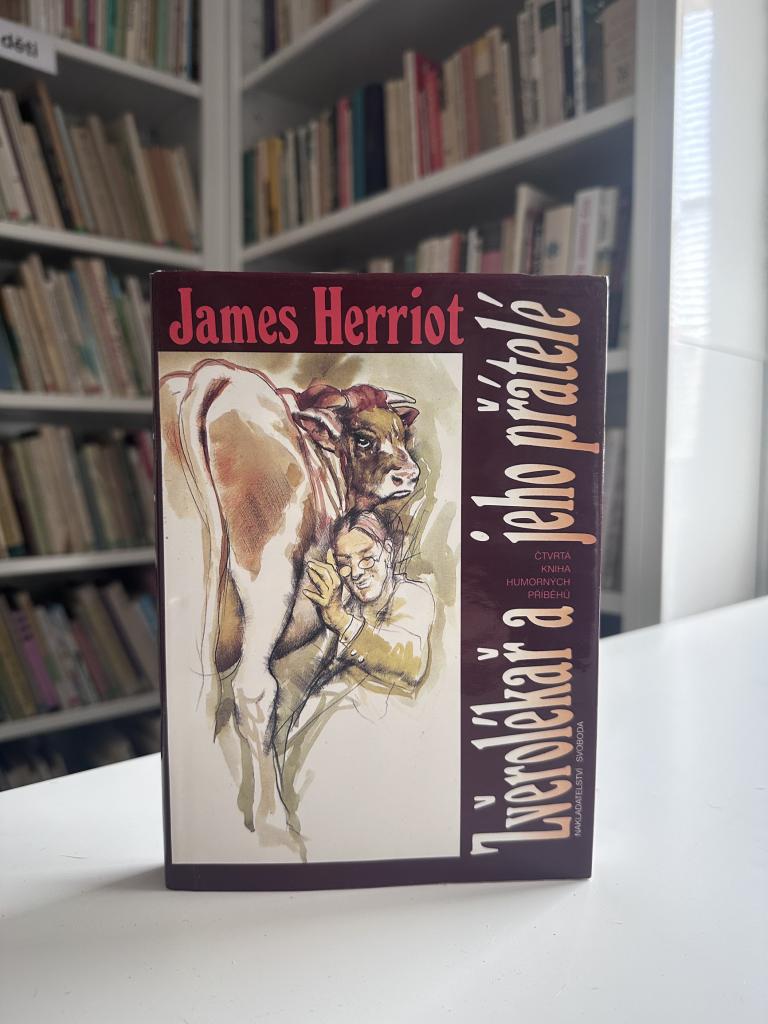 děti
James Herriot
Zvěrolékař a jeho přátelé
ČTVRTÁ
KNIHA
HUMORNÝCH
PŘÍBĚHŮ
NAKLADATELSTVÍ SVOBODA